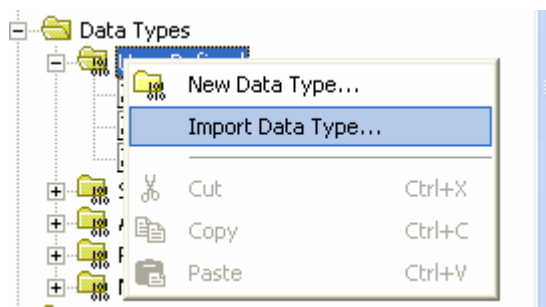 Data Types
New Data Type...
Import Data Type...
Cut Ctrl+X
Copy Ctrl+C
Paste Ctrl+V